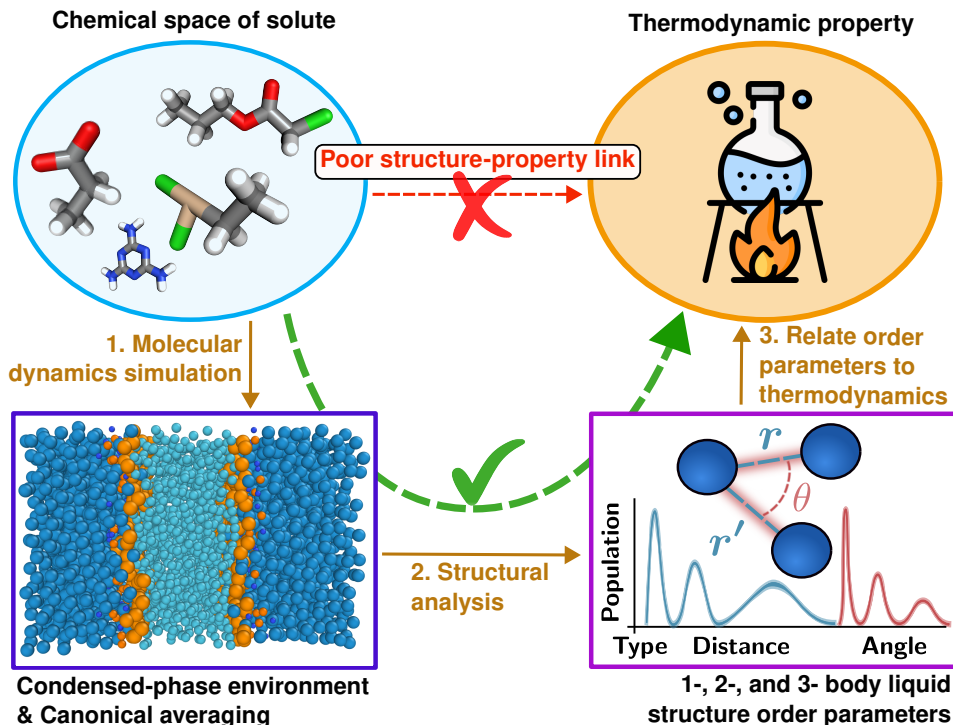 Chemical space of solute
Thermodynamic property
Poor structure-property link
1. Molecular
dynamics simulation
3. Relate order
parameters to
thermodynamics
2. Structural
analysis
r
θ
r′
Population
Type Distance Angle
Condensed-phase environment
& Canonical averaging
1-, 2-, and 3- body liquid
structure order parameters